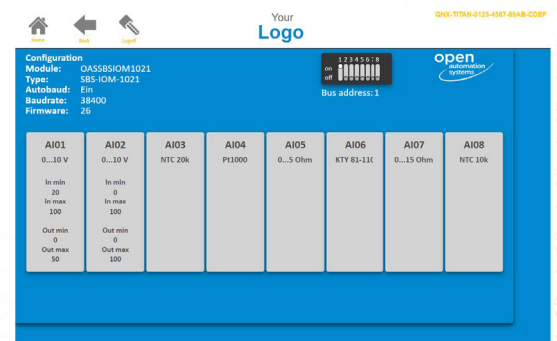 Home
Back
Logoff
Your
Logo
QNX-TITAN-0123-4567-89AB-CDEF
Configuration
Module: OASSBSIOM1021
Type: SBS-IOM-1021
Autobaud: Ein
Baudrate: 38400
Firmware: 26
1 2 3 4 5 6 7 8
on
off
Bus address: 1
open
automation
systems
AI01
0...10 V
In min
20
In max
100
Out min
0
Out max
50
AI02
0...10 V
In min
0
In max
100
Out min
0
Out max
100
AI03
NTC 20k
AI04
Pt1000
AI05
0...5 Ohm
AI06
KTY 81-11(
AI07
0...15 Ohm
AI08
NTC 10k